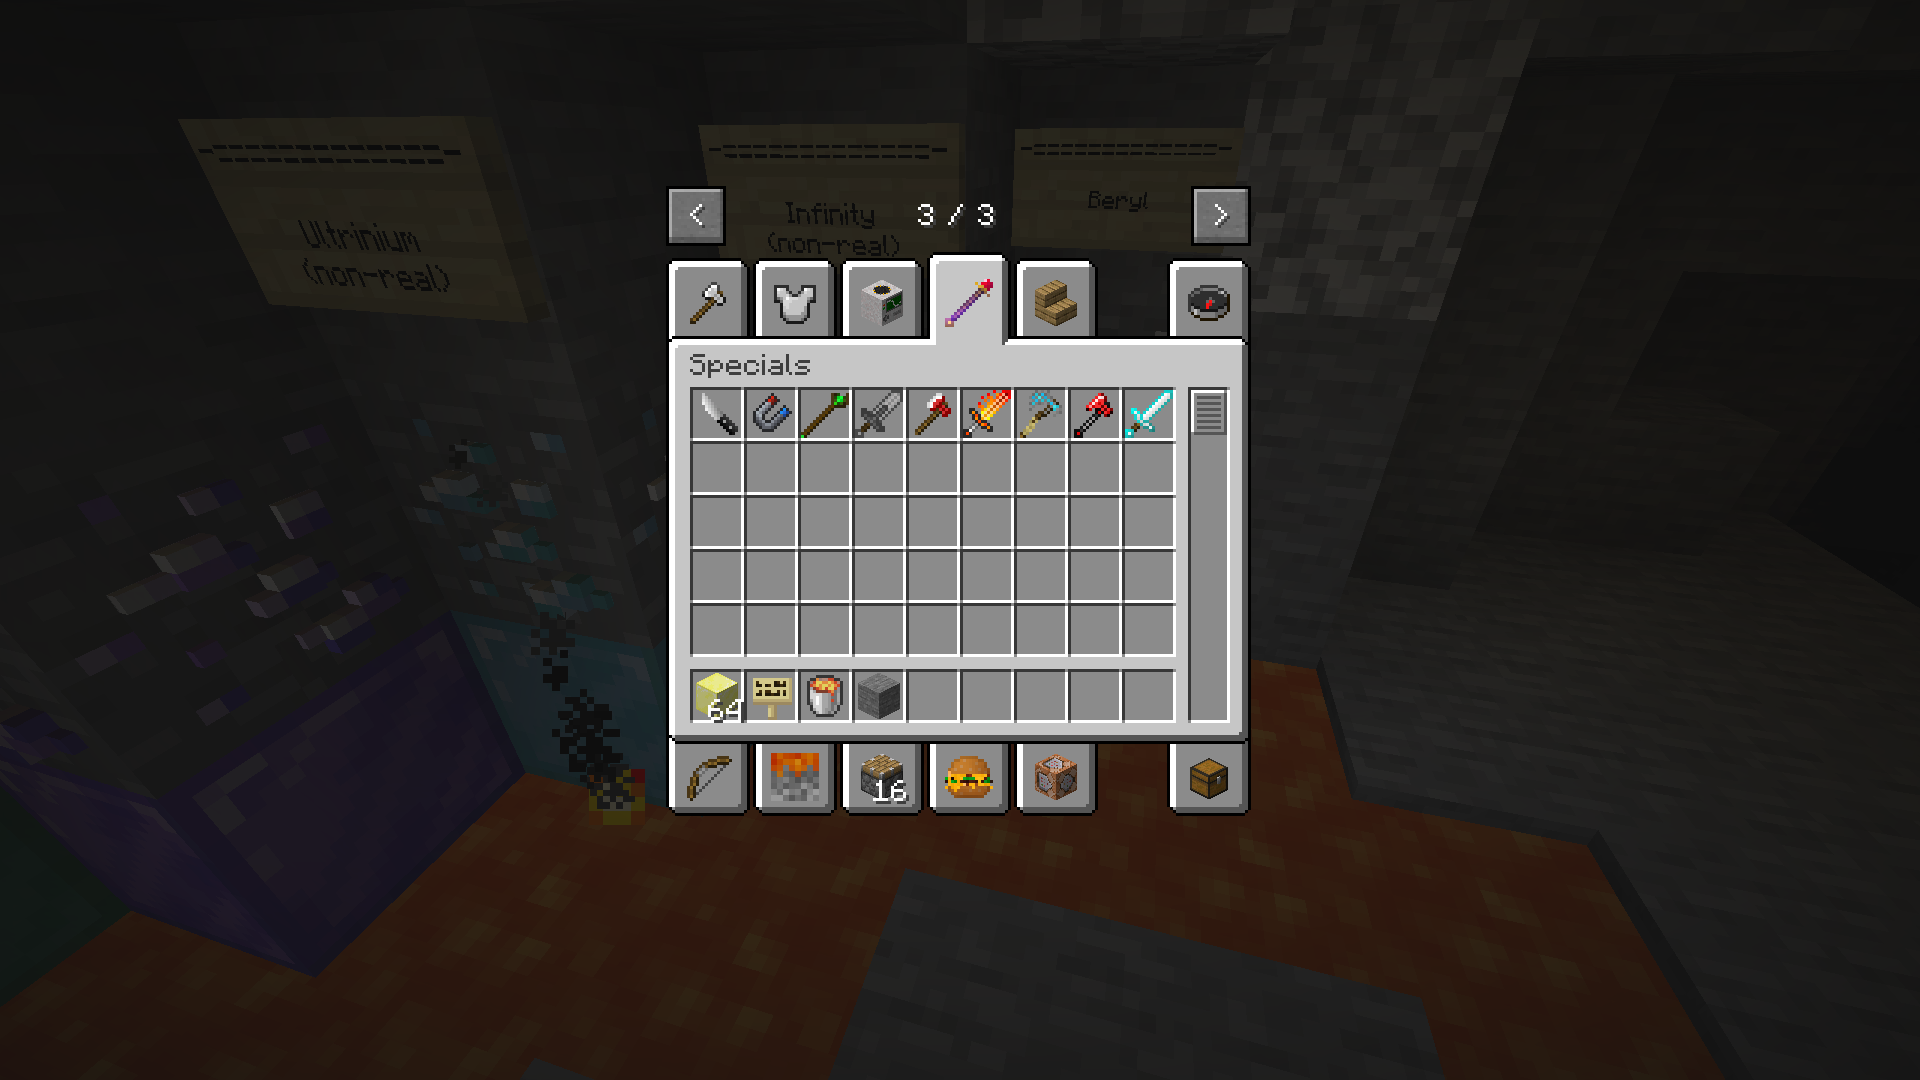 Ultrinium
(non-real)
Infinity
(non-real)
Beryl
< 3 / 3 >
Specials
64
16